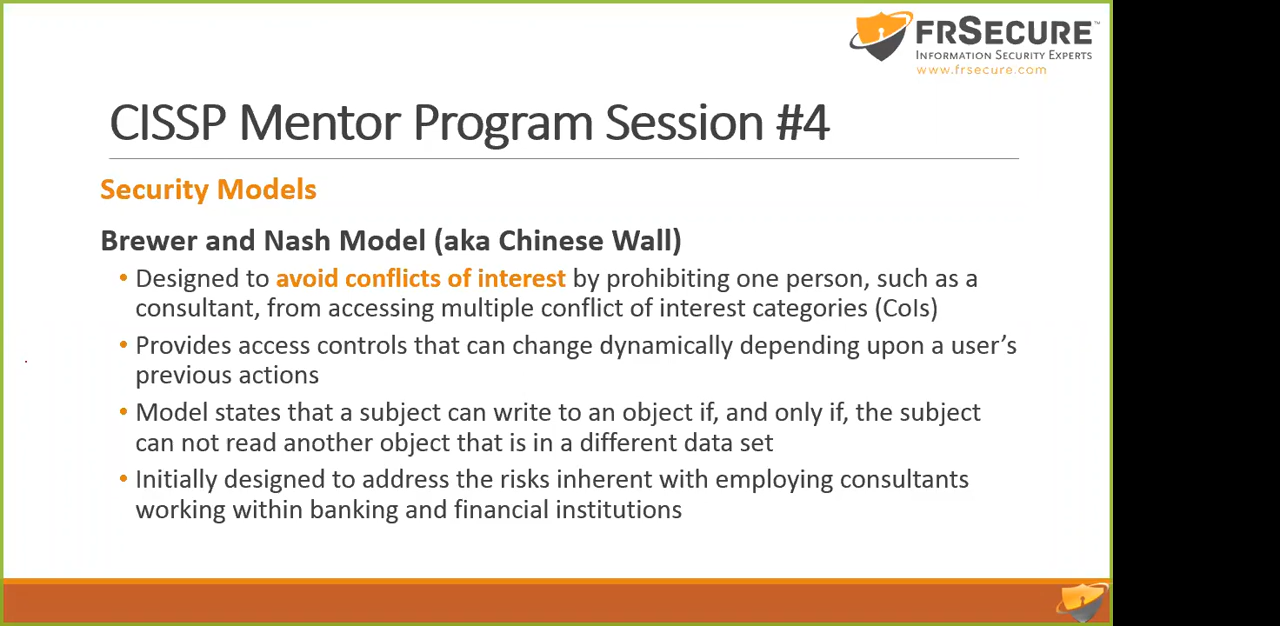 FRSECURE™
INFORMATION SECURITY EXPERTS
www.frsecure.com
CISSP Mentor Program Session #4
Security Models
Brewer and Nash Model (aka Chinese Wall)
• Designed to avoid conflicts of interest by prohibiting one person, such as a
consultant, from accessing multiple conflict of interest categories (CoIs)
• Provides access controls that can change dynamically depending upon a user’s
previous actions
• Model states that a subject can write to an object if, and only if, the subject
can not read another object that is in a different data set
• Initially designed to address the risks inherent with employing consultants
working within banking and financial institutions